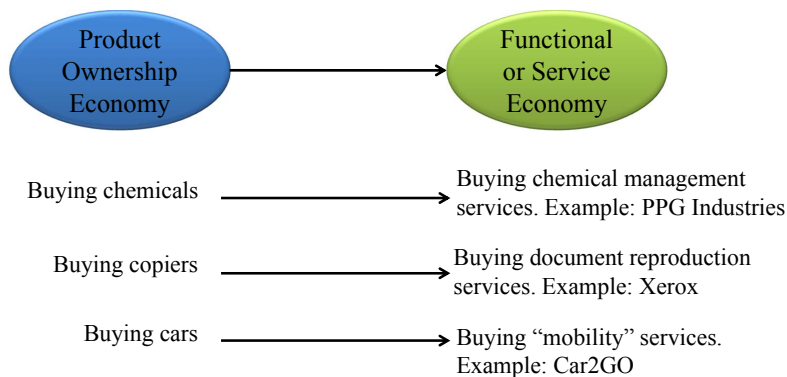 Product
Ownership
Economy
Functional
or Service
Economy
Buying chemicals
Buying chemical management
services. Example: PPG Industries
Buying copiers
Buying document reproduction
services. Example: Xerox
Buying cars
Buying “mobility” services.
Example: Car2GO